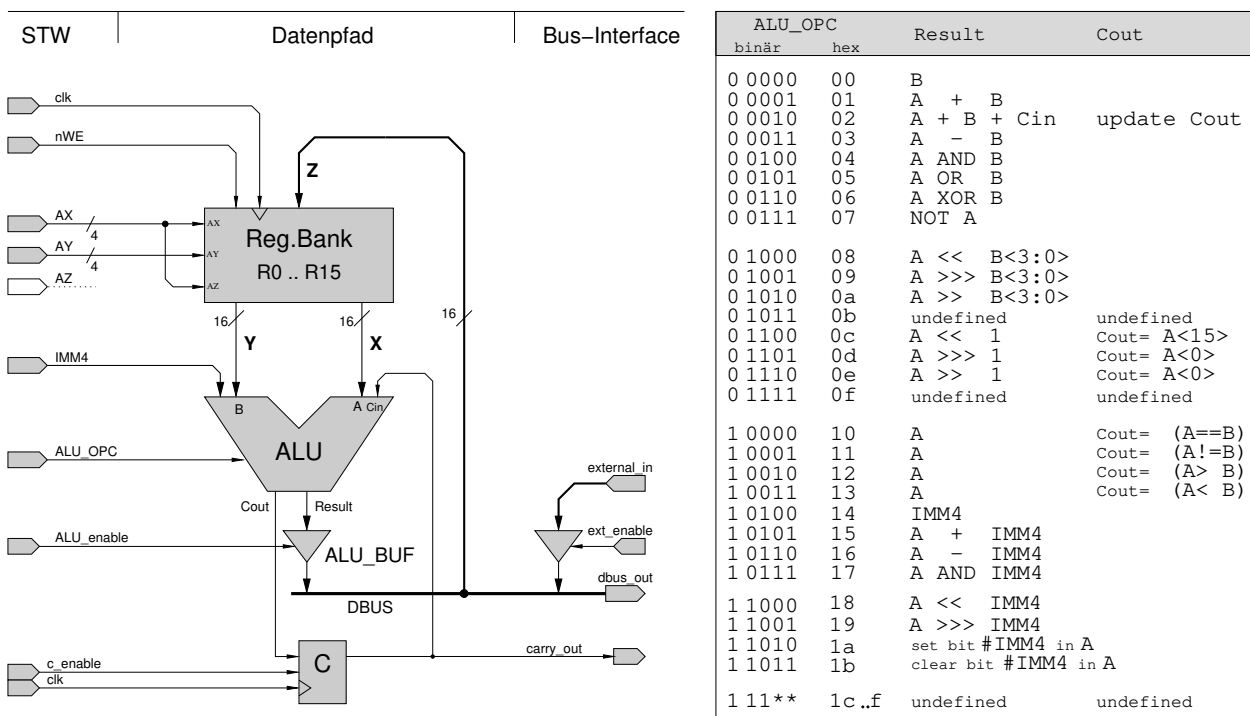 STW Datenpfad Bus–Interface
clk
nWE
Z
AX
4
AY
4
AZ
AX
AY
AZ
Reg.Bank
R0 .. R15
16
16
16
Y
X
IMM4
B
A
Cin
ALU
ALU_OPC
external_in
Cout
Result
ALU_enable
ext_enable
ALU_BUF
dbus_out
DBUS
c_enable
clk
C
carry_out
ALU_OPC Result Cout
binär hex
0 0000 00 B
0 0001 01 A + B
0 0010 02 A + B + Cin update Cout
0 0011 03 A − B
0 0100 04 A AND B
0 0101 05 A OR B
0 0110 06 A XOR B
0 0111 07 NOT A
0 1000 08 A << B<3:0>
0 1001 09 A >>> B<3:0>
0 1010 0a A >> B<3:0>
0 1011 0b undefined undefined
0 1100 0c A << 1 Cout= A<15>
0 1101 0d A >>> 1 Cout= A<0>
0 1110 0e A >> 1 Cout= A<0>
0 1111 0f undefined undefined
1 0000 10 A Cout= (A==B)
1 0001 11 A Cout= (A!=B)
1 0010 12 A Cout= (A> B)
1 0011 13 A Cout= (A< B)
1 0100 14 IMM4
1 0101 15 A + IMM4
1 0110 16 A − IMM4
1 0111 17 A AND IMM4
1 1000 18 A << IMM4
1 1001 19 A >>> IMM4
1 1010 1a set bit #IMM4 in A
1 1011 1b clear bit #IMM4 in A
1 11** 1c..f undefined undefined